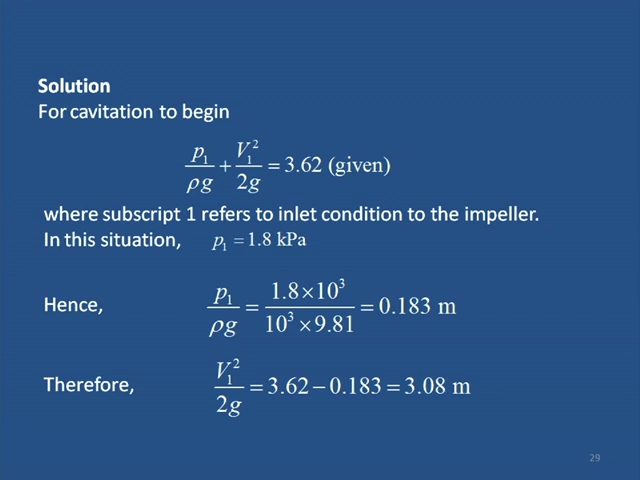 Solution
For cavitation to begin
p₁/ρg + V₁²/2g = 3.62 (given)
where subscript 1 refers to inlet condition to the impeller.
In this situation, p₁ = 1.8 kPa
Hence, p₁/ρg = 1.8×10³/10³×9.81 = 0.183 m
Therefore, V₁²/2g = 3.62 − 0.183 = 3.08 m
29